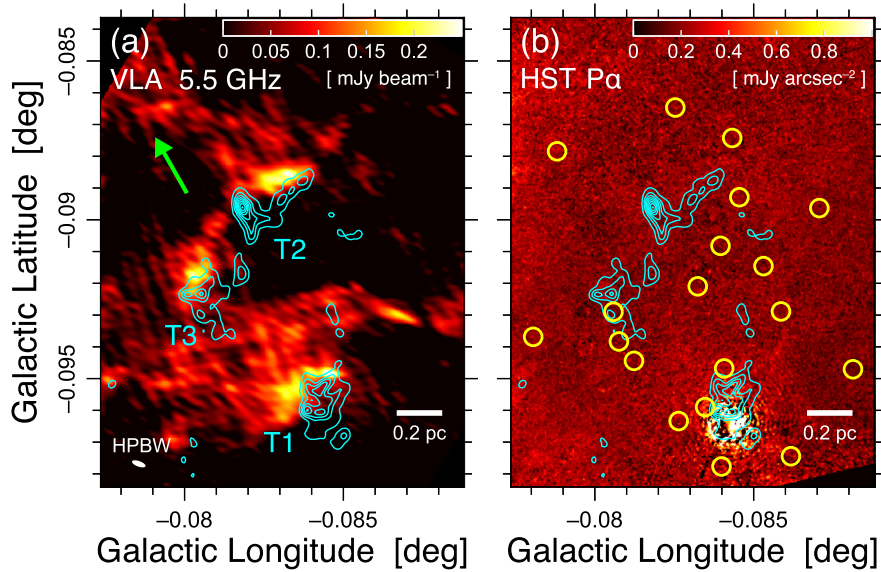 0 0.05 0.1 0.15 0.2
(a)
VLA 5.5 GHz
[ mJy beam⁻¹ ]
T2
T3
T1
HPBW
0.2 pc
−0.085
−0.09
−0.095
Galactic Latitude [deg]
−0.08 −0.085
Galactic Longitude [deg]
0 0.2 0.4 0.6 0.8
(b)
HST Pα
[ mJy arcsec⁻² ]
0.2 pc
−0.08 −0.085
Galactic Longitude [deg]